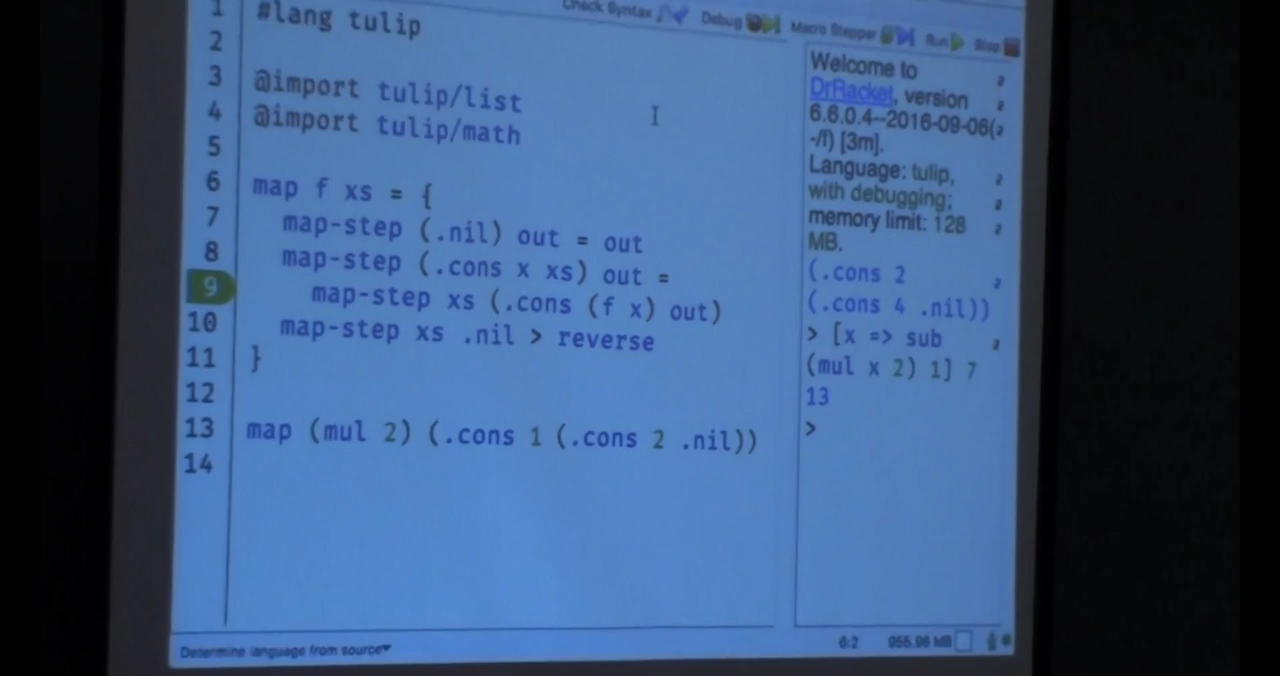 Check Syntax Debug Macro Stepper Run Stop
1 #lang tulip
2
3 @import tulip/list
4 @import tulip/math
5
6 map f xs = {
7 map-step (.nil) out = out
8 map-step (.cons x xs) out =
9 map-step xs (.cons (f x) out)
10 map-step xs .nil > reverse
11 }
12
13 map (mul 2) (.cons 1 (.cons 2 .nil))
14
Welcome to
DrRacket, version
6.6.0.4--2016-09-06(
-/f) [3m].
Language: tulip,
with debugging;
memory limit: 128
MB.
(.cons 2
(.cons 4 .nil))
> [x => sub
(mul x 2) 1] 7
13
>
Determine language from source
6:2 955.96 MB